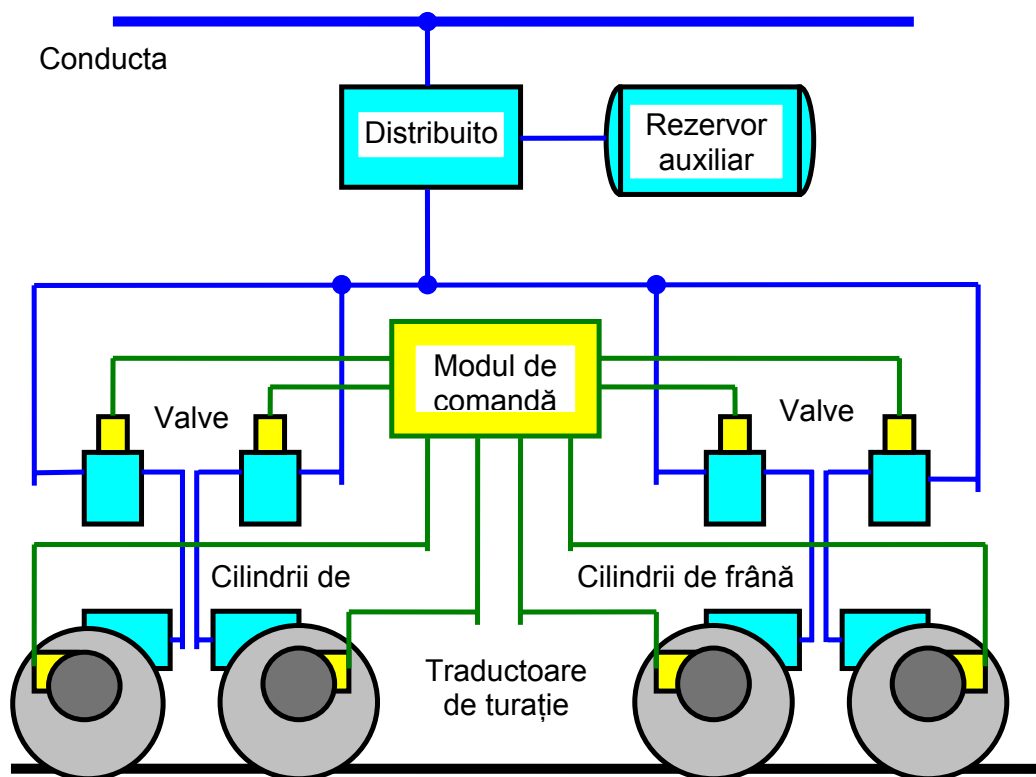 Conducta
Distribuito
Rezervor
auxiliar
Modul de
comandă
Valve
Valve
Cilindrii de
Cilindrii de frână
Traductoare
de turație